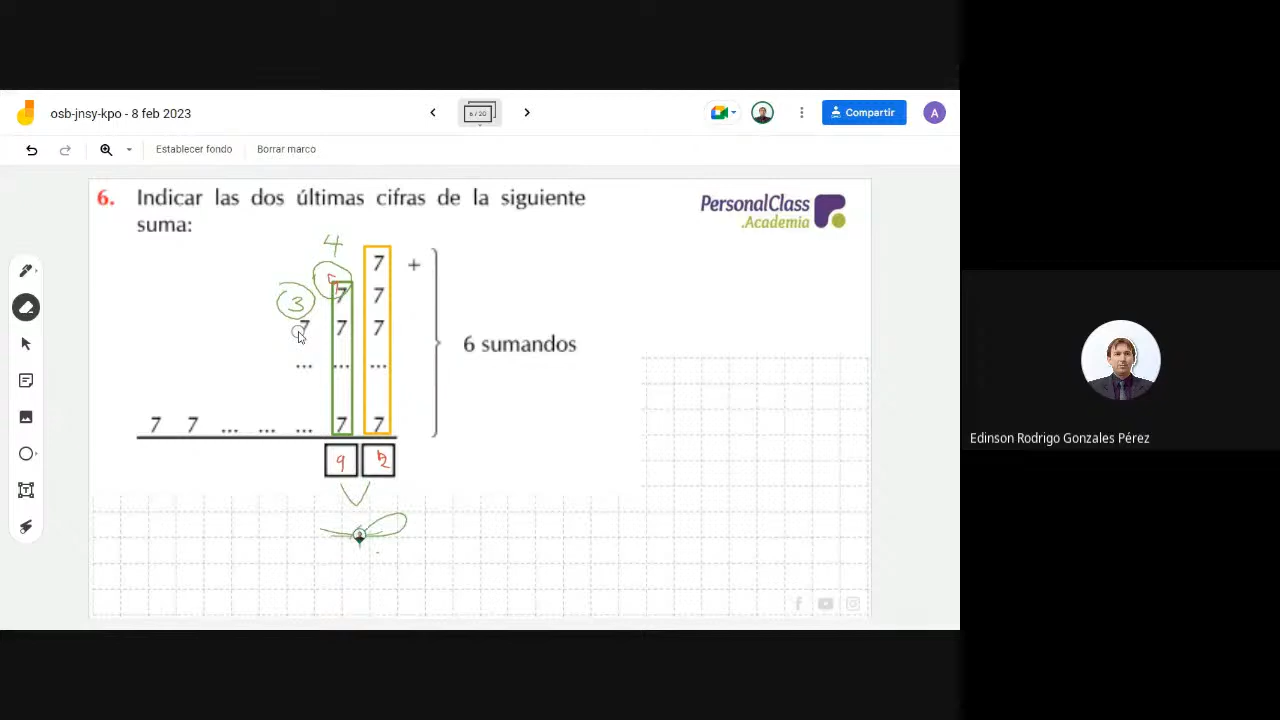 osb-jnsy-kpo - 8 feb 2023
6 / 20
Compartir
A
Establecer fondo
Borrar marco
6. Indicar las dos últimas cifras de la siguiente
suma:
PersonalClass
.Academia
4
7 +
3 7 7
7 7 7
6 sumandos
... ... ...
7 7 ... ... ... 7 7
9 2
Edinson Rodrigo Gonzales Pérez